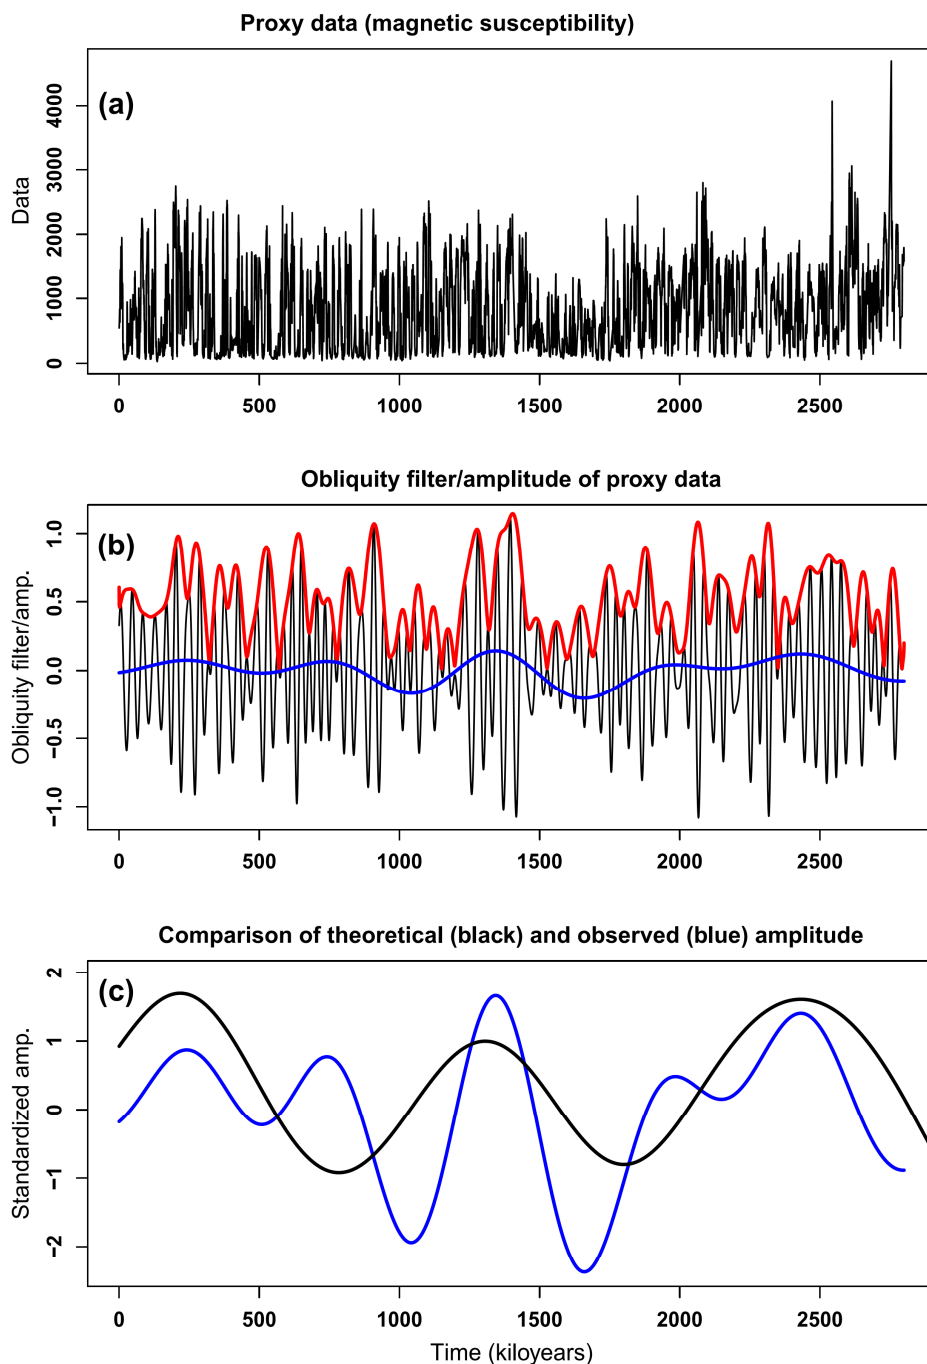 Proxy data (magnetic susceptibility)
(a)
Data
4000
3000
2000
1000
0
0 500 1000 1500 2000 2500
Obliquity filter/amplitude of proxy data
(b)
Obliquity filter/amp.
1.0
0.5
0.0
−0.5
−1.0
0 500 1000 1500 2000 2500
Comparison of theoretical (black) and observed (blue) amplitude
(c)
Standardized amp.
2
1
0
−1
−2
0 500 1000 1500 2000 2500
Time (kiloyears)